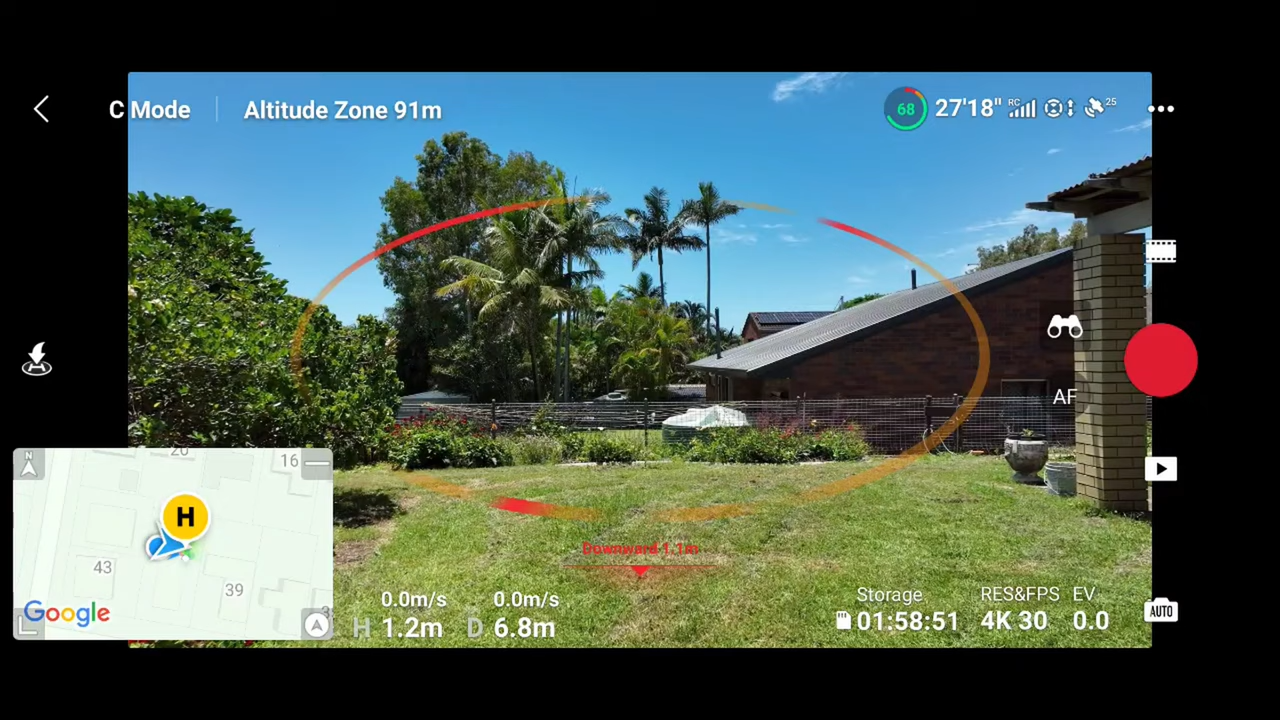 C Mode
Altitude Zone 91m
68
27'18"
RC
25
AF
N
20
16
H
43
39
Google
Downward 1.1m
0.0m/s
0.0m/s
H 1.2m
D 6.8m
Storage
01:58:51
RES&FPS
4K 30
EV
0.0
AUTO